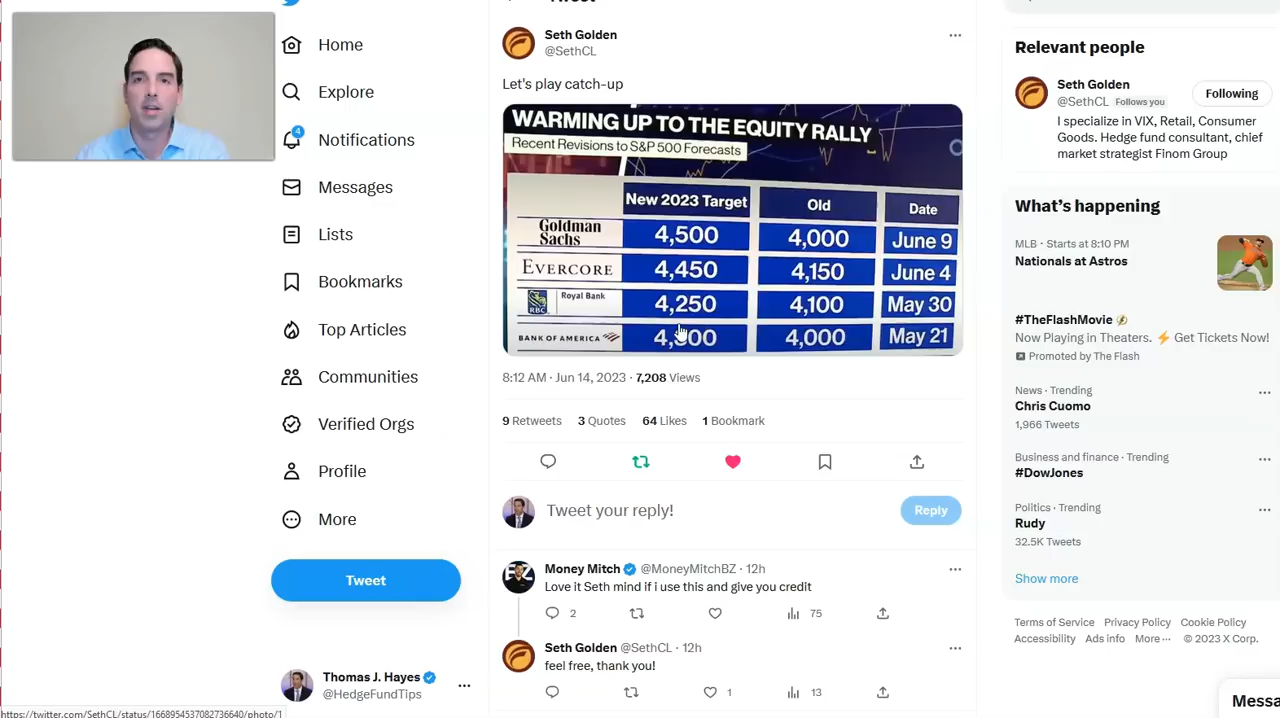 Home
Explore
4
Notifications
Messages
Lists
Bookmarks
Top Articles
Communities
Verified Orgs
Profile
More
Tweet
Thomas J. Hayes
@HedgeFundTips
Seth Golden
@SethCL
Let's play catch-up
WARMING UP TO THE EQUITY RALLY
Recent Revisions to S&P 500 Forecasts
New 2023 Target Old Date
Goldman Sachs 4,500 4,000 June 9
EVERCORE 4,450 4,150 June 4
RBC Royal Bank 4,250 4,100 May 30
BANK OF AMERICA 4,300 4,000 May 21
8:12 AM · Jun 14, 2023 · 7,208 Views
9 Retweets 3 Quotes 64 Likes 1 Bookmark
Tweet your reply!
Reply
Money Mitch @MoneyMitchBZ · 12h
Love it Seth mind if i use this and give you credit
2 75
Seth Golden @SethCL · 12h
feel free, thank you!
1 13
Relevant people
Seth Golden
@SethCL Follows you
Following
I specialize in VIX, Retail, Consumer
Goods. Hedge fund consultant, chief
market strategist Finom Group
What's happening
MLB · Starts at 8:10 PM
Nationals at Astros
#TheFlashMovie
Now Playing in Theaters. ⚡ Get Tickets Now!
Promoted by The Flash
News · Trending
Chris Cuomo
1,966 Tweets
Business and finance · Trending
#DowJones
Politics · Trending
Rudy
32.5K Tweets
Show more
Terms of Service Privacy Policy Cookie Policy
Accessibility Ads info More ··· © 2023 X Corp.
https://twitter.com/SethCL/status/1668954537082736640/photo/1